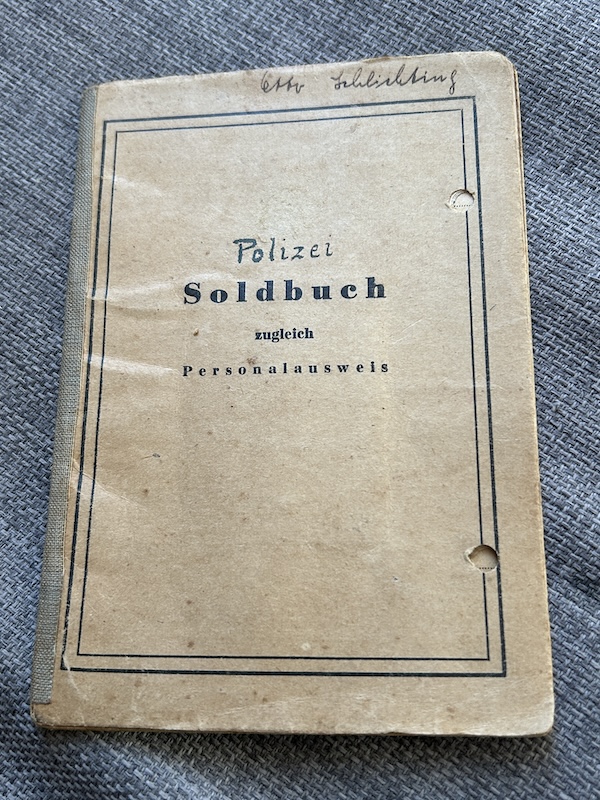 Otto Schlichting
Polizei
Soldbuch
zugleich
Personalausweis